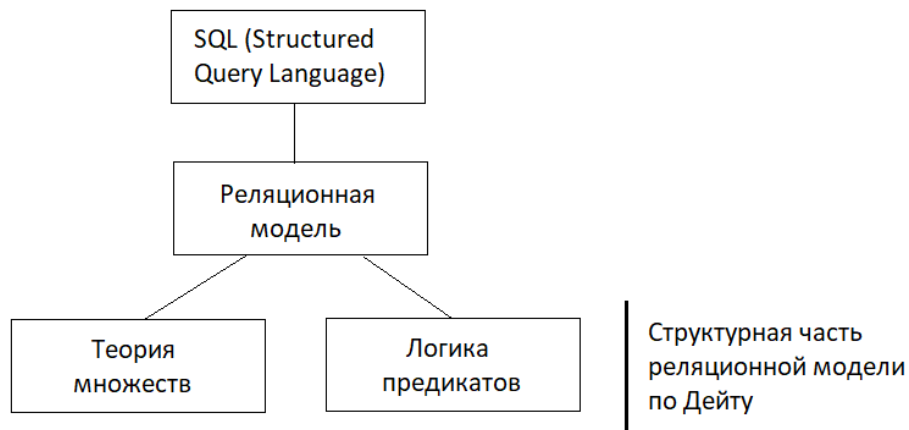 SQL (Structured
Query Language)
Реляционная
модель
Теория
множеств
Логика
предикатов
Структурная часть
реляционной модели
по Дейту